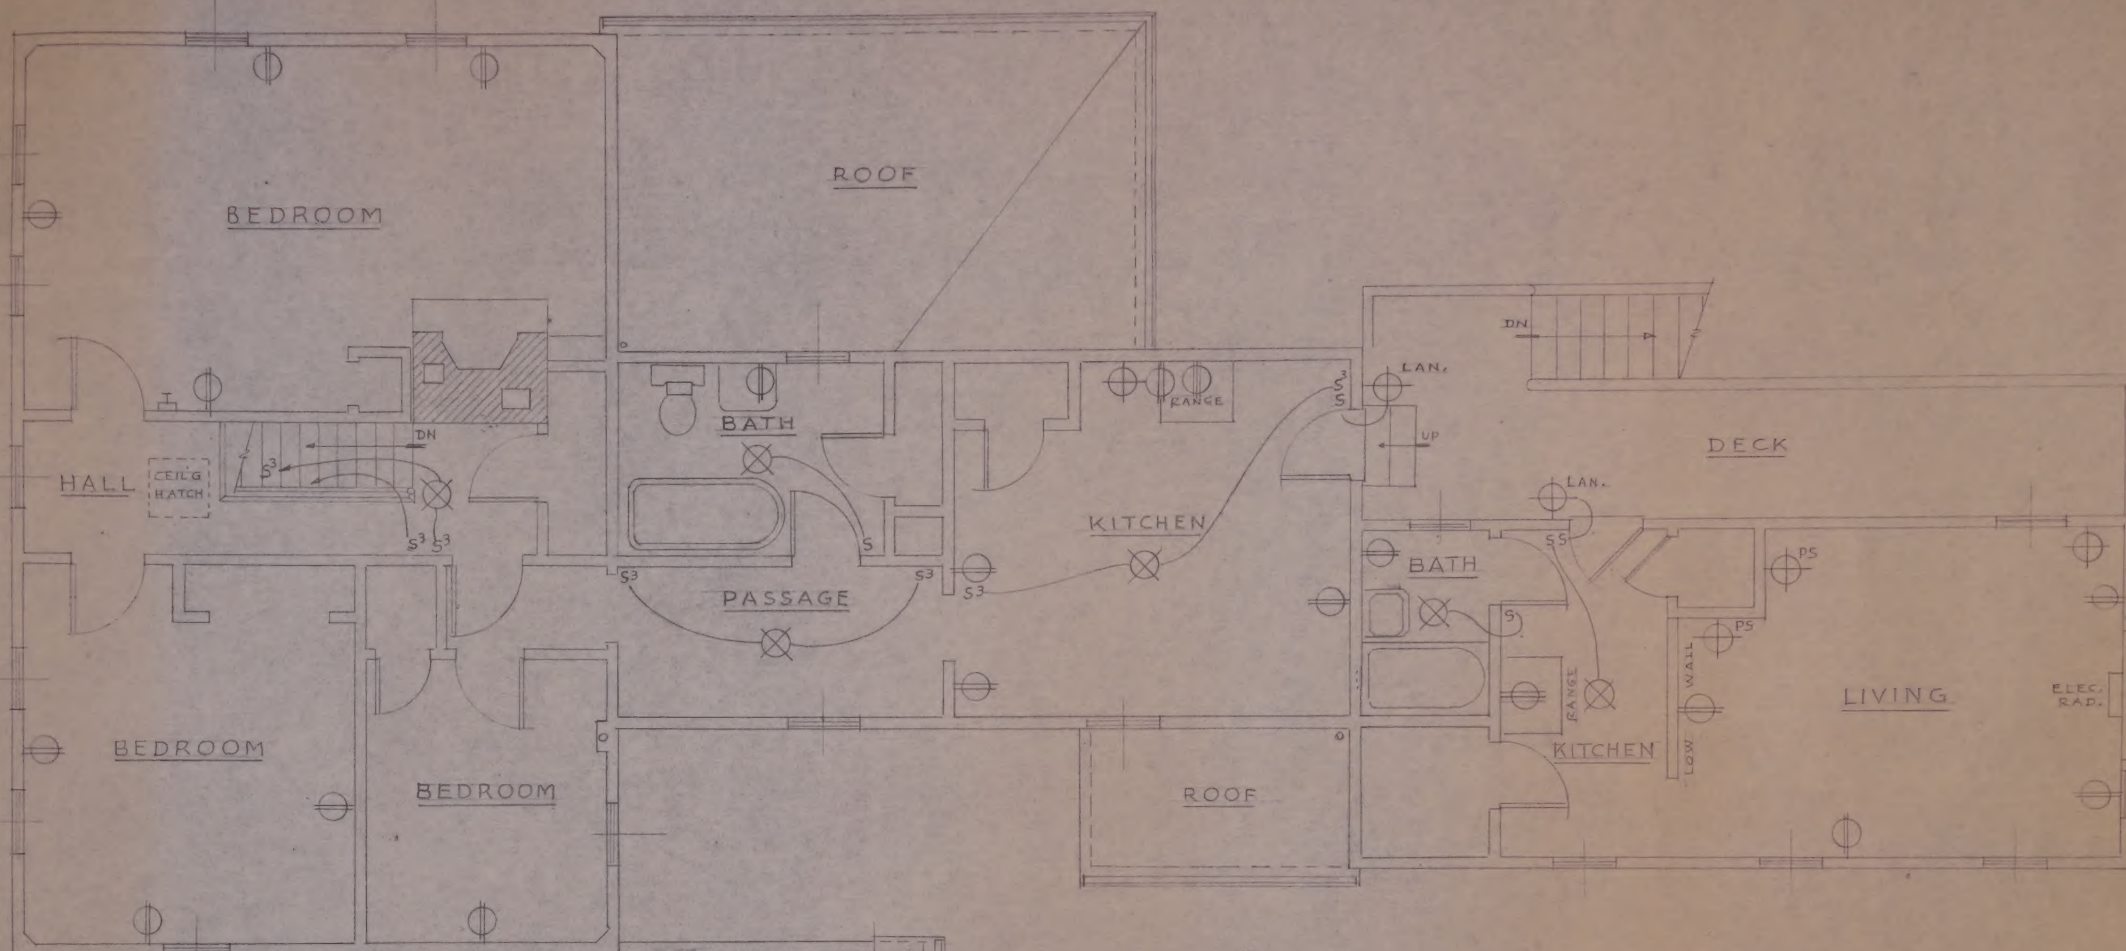 ROOF
BEDROOM
DN
LAN.
S3
S
RANGE
BATH
DN
UP
DECK
HALL
CEIL'G
HATCH
S3
LAN.
KITCHEN
S3
S3
S
SS
PS
BATH
S3
S3
S3
PASSAGE
S
PS
LOW WALL
RANGE
LIVING
ELEC.
RAD.
BEDROOM
KITCHEN
BEDROOM
ROOF